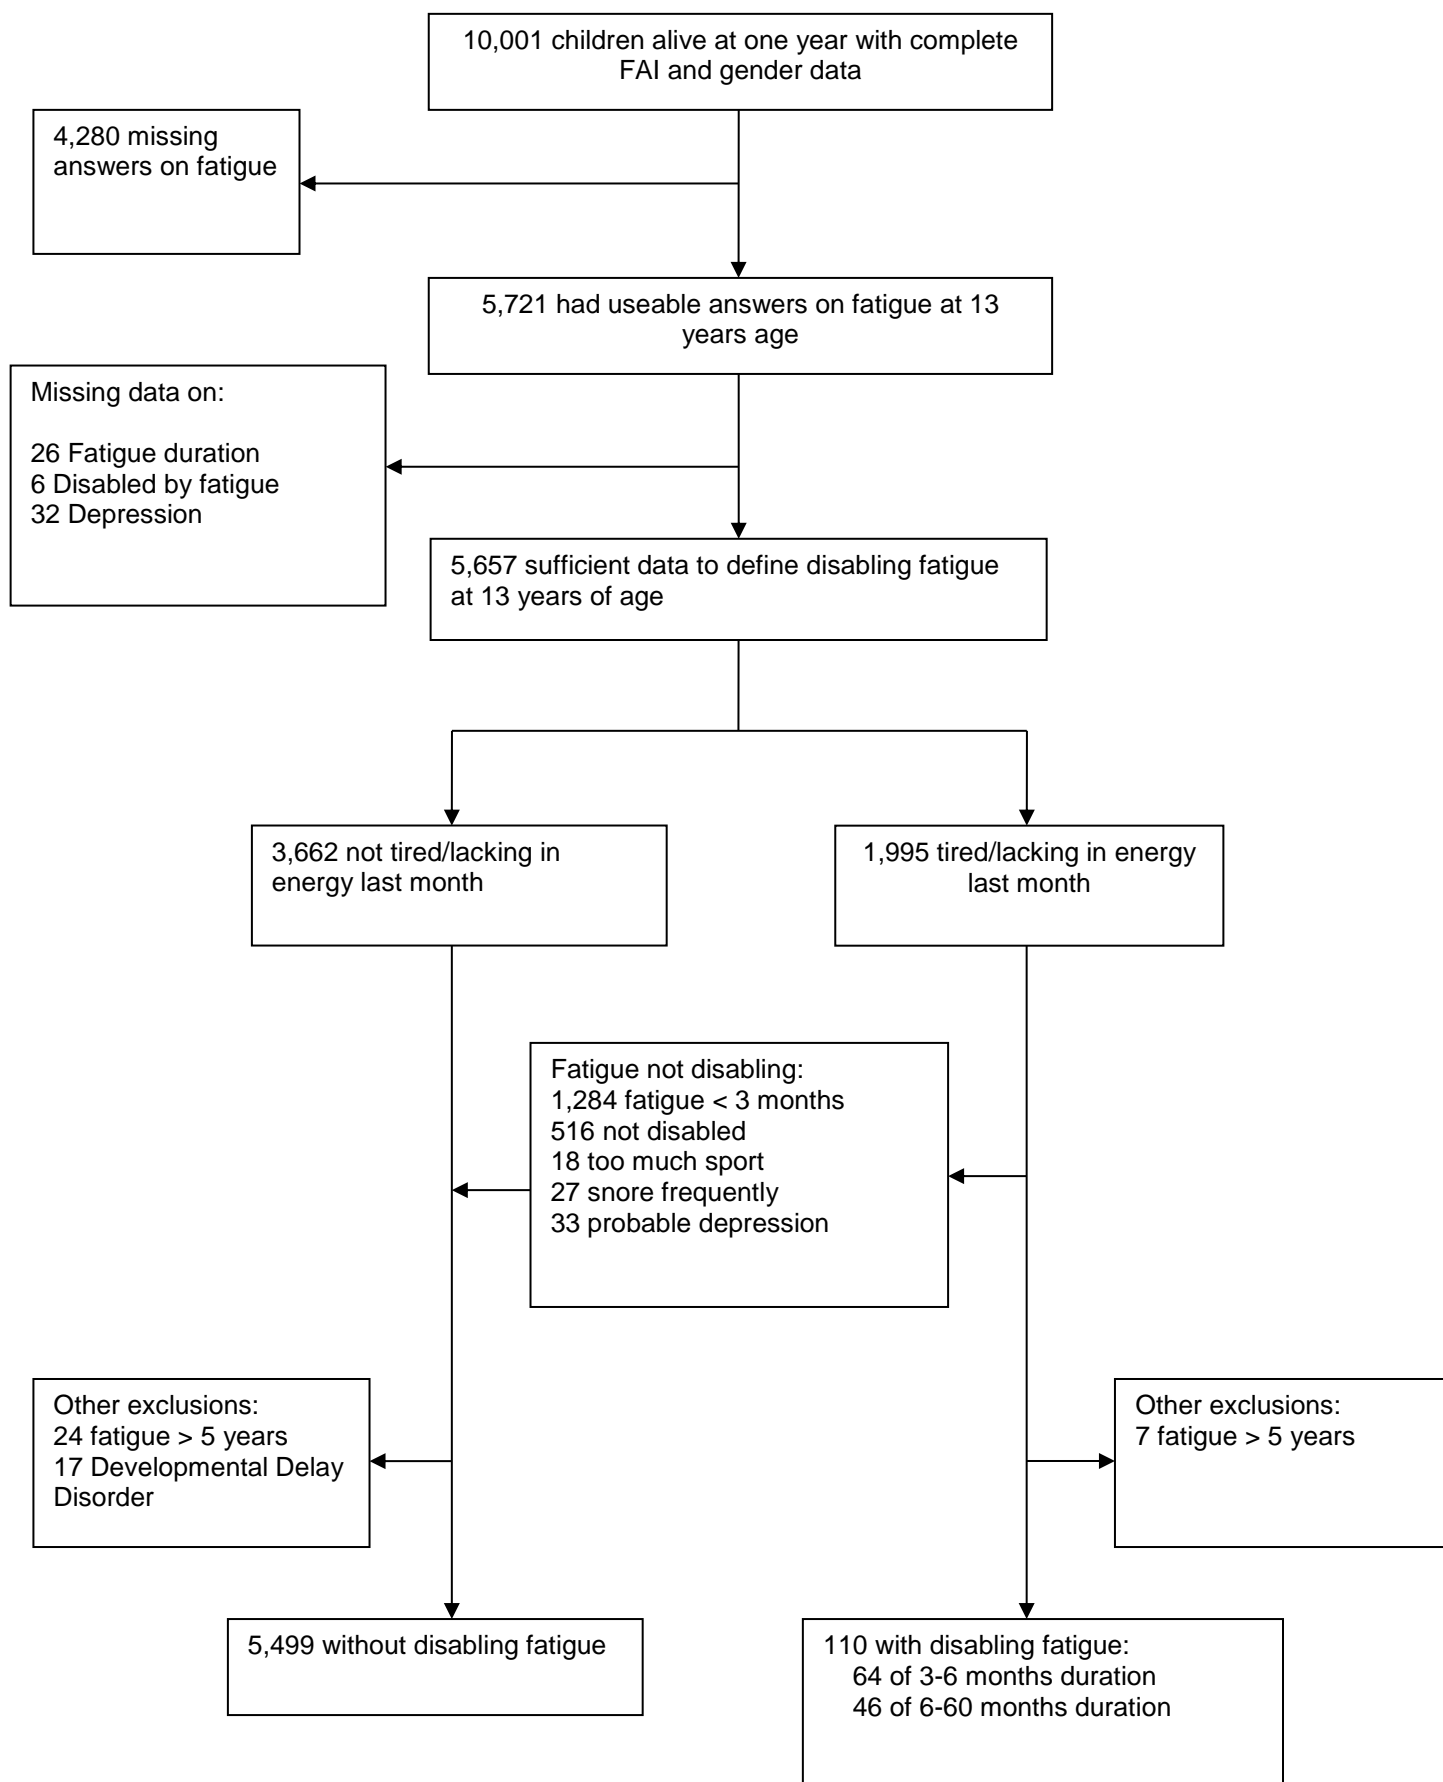 10,001 children alive at one year with complete
FAI and gender data
4,280 missing
answers on fatigue
5,721 had useable answers on fatigue at 13
years age
Missing data on:
26 Fatigue duration
6 Disabled by fatigue
32 Depression
5,657 sufficient data to define disabling fatigue
at 13 years of age
3,662 not tired/lacking in
energy last month
1,995 tired/lacking in energy
last month
Fatigue not disabling:
1,284 fatigue < 3 months
516 not disabled
18 too much sport
27 snore frequently
33 probable depression
Other exclusions:
24 fatigue > 5 years
17 Developmental Delay
Disorder
Other exclusions:
7 fatigue > 5 years
5,499 without disabling fatigue
110 with disabling fatigue:
64 of 3-6 months duration
46 of 6-60 months duration